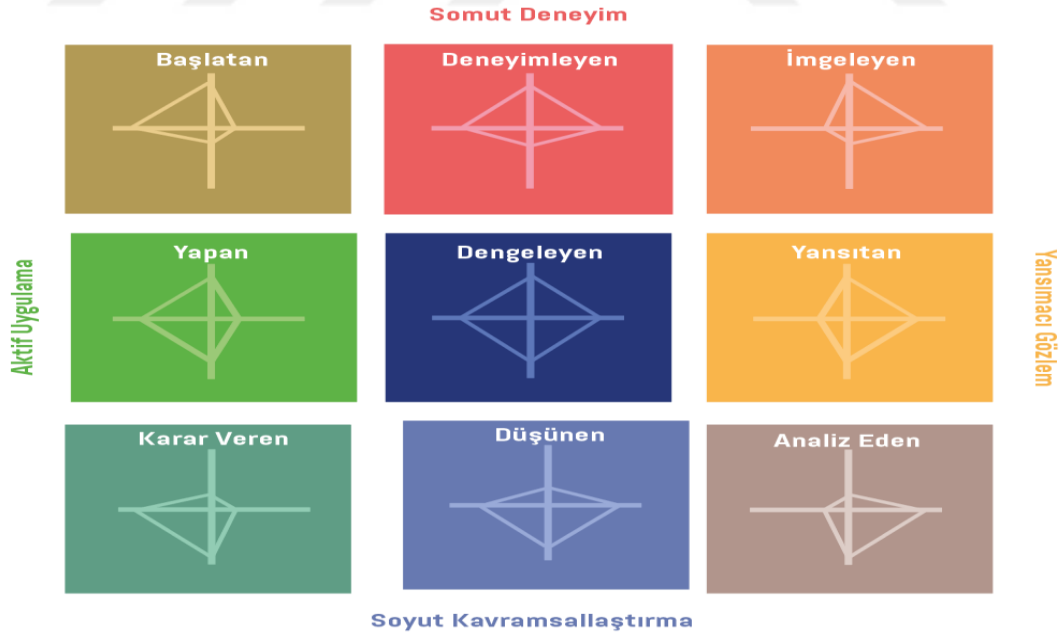 Somut Deneyim
Başlatan
Deneyimleyen
İmgeleyen
Yapan
Dengeleyen
Yansıtan
Aktif Uygulama
Yansımacı Gözlem
Karar Veren
Düşünen
Analiz Eden
Soyut Kavramsallaştırma